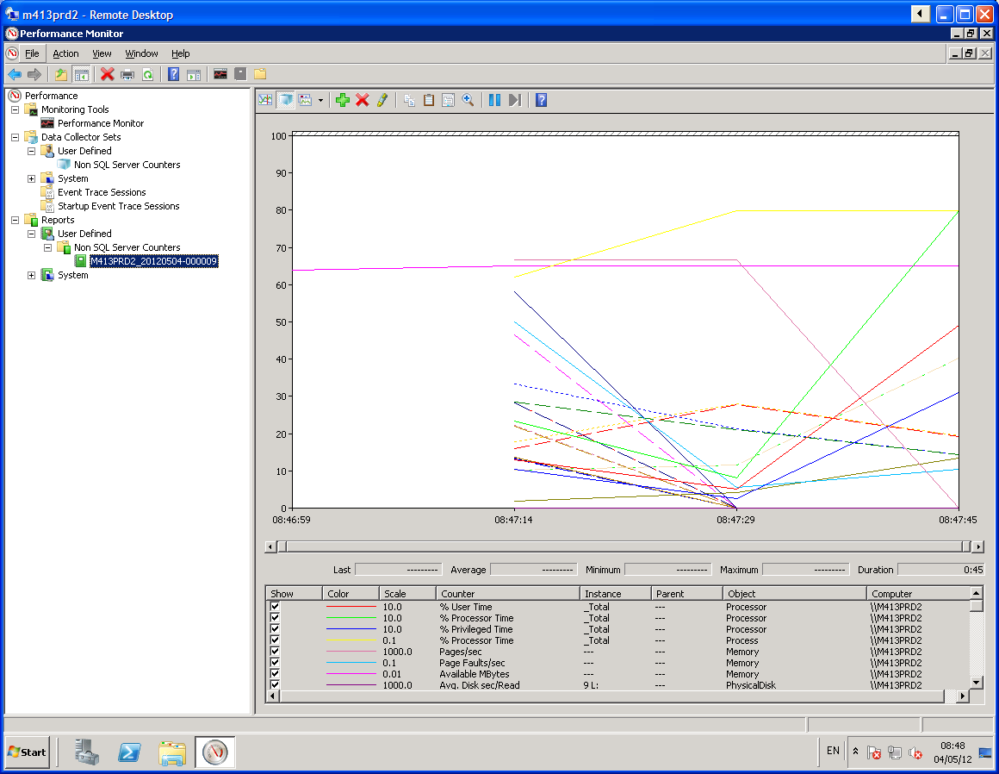 m413prd2 - Remote Desktop
Performance Monitor
File Action View Window Help
Performance
Monitoring Tools
Performance Monitor
Data Collector Sets
User Defined
Non SQL Server Counters
System
Event Trace Sessions
Startup Event Trace Sessions
Reports
User Defined
Non SQL Server Counters
M413PRD2_20120504-000009
System
100
90
80
70
60
50
40
30
20
10
0
08:46:59 08:47:14 08:47:29 08:47:45
Last --------- Average --------- Minimum --------- Maximum --------- Duration 0:45
Show Color Scale Counter Instance Parent Object Computer
10.0 % User Time _Total --- Processor \\M413PRD2
10.0 % Processor Time _Total --- Processor \\M413PRD2
10.0 % Privileged Time _Total --- Processor \\M413PRD2
0.1 % Processor Time _Total --- Process \\M413PRD2
1000.0 Pages/sec --- --- Memory \\M413PRD2
0.1 Page Faults/sec --- --- Memory \\M413PRD2
0.01 Available MBytes --- --- Memory \\M413PRD2
1000.0 Avg. Disk sec/Read 9 L: --- PhysicalDisk \\M413PRD2
Start
EN
08:48
04/05/12